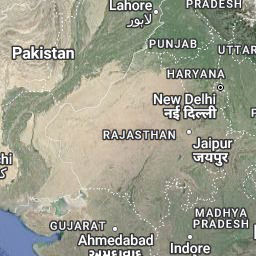 Lahore
لاہور
PRADESH
Pakistan
PUNJAB
UTTAR
HARYANA
New Delhi
नई दिल्ली
RAJASTHAN
Jaipur
जयपुर
MADHYA
PRADESH
GUJARAT
Ahmedabad
Indore